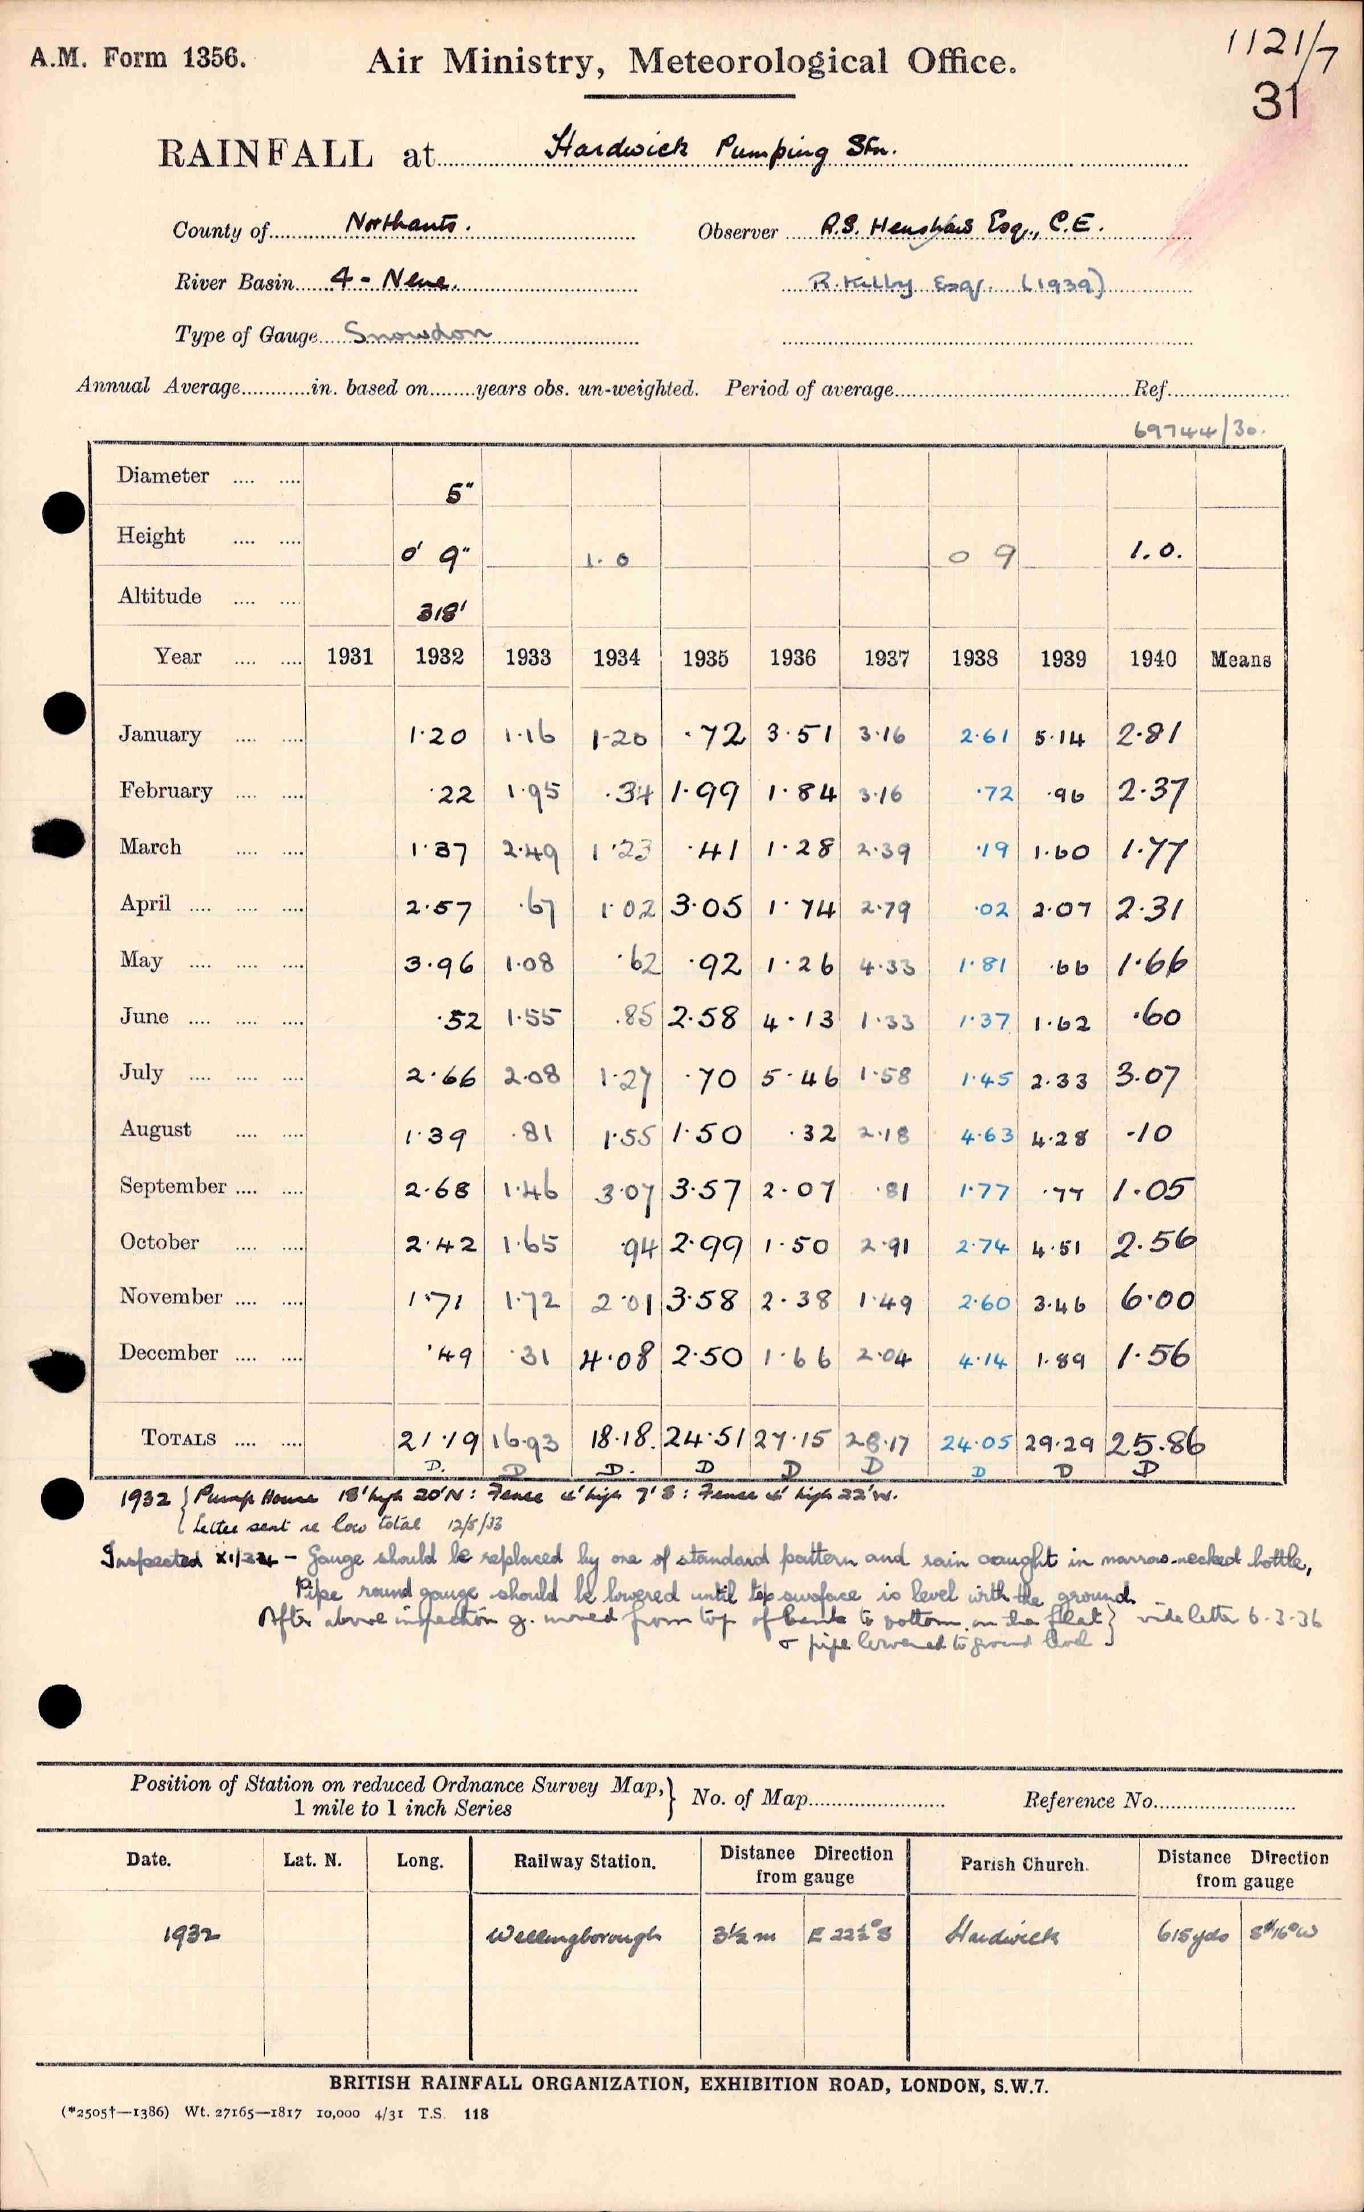 A.M. Form 1356.
Air Ministry, Meteorological Office.
1121/7
31
RAINFALL at Hardwick Pumping Stn.
County of Northants. Observer R.S. Henshaw Esq., C.E.
River Basin 4 - Nene. R. Kilby Esq. (1939)
Type of Gauge Snowdon
Annual Average............in. based on........years obs. un-weighted. Period of average................Ref................
69744/30.
Diameter .... .... 5"
Height .... .... 0' 9" 1.0 0 9 1.0.
Altitude .... .... 318'
Year .... .... 1931 1932 1933 1934 1935 1936 1937 1938 1939 1940 Means
January .... .... 1·20 1·16 1·20 ·72 3·51 3·16 2·61 5·14 2·81
February .... .... ·22 1·95 ·34 1·99 1·84 3·16 ·72 ·96 2·37
March .... .... 1·37 2·49 1·23 ·41 1·28 2·39 ·19 1·60 1·77
April .... .... .... 2·57 ·67 1·02 3·05 1·74 2·79 ·02 2·07 2·31
May .... .... .... 3·96 1·08 ·62 ·92 1·26 4·33 1·81 ·66 1·66
June .... .... .... ·52 1·55 ·85 2·58 4·13 1·33 1·37 1·62 ·60
July .... .... .... 2·66 2·08 1·27 ·70 5·46 1·58 1·45 2·33 3·07
August .... .... 1·39 ·81 1·55 1·50 ·32 2·18 4·63 4·28 ·10
September .... .... 2·68 1·46 3·07 3·57 2·07 ·81 1·77 ·77 1·05
October .... .... 2·42 1·65 ·94 2·99 1·50 2·91 2·74 4·51 2·56
November .... .... 1·71 1·72 2·01 3·58 2·38 1·49 2·60 3·46 6·00
December .... .... ·49 ·31 4·08 2·50 1·66 2·04 4·14 1·89 1·56
TOTALS .... .... 21·19 16·93 18·18. 24·51 27·15 28·17 24·05 29·29 25·86
D. D D. D D D D D D
1932 { Pump House 18' high 20' N : Fence 4' high 7' S : Fence 4' high 22' W.
{ Letter sent re low total 12/5/33
Inspected XI/34 - Gauge should be replaced by one of standard pattern and rain caught in narrow-necked bottle,
Pipe round gauge should be lowered until top surface is level with the ground
After above inspection g. moved from top of bank to bottom on the flat } vide letter 6·3·36
& pipe lowered to ground level }
Position of Station on reduced Ordnance Survey Map, } No. of Map........................ Reference No........................
1 mile to 1 inch Series
Date. Lat. N. Long. Railway Station. Distance Direction from gauge Parish Church. Distance Direction from gauge
1932 Wellingborough 3½ m E 22½° S Hardwick 615 yds S 16° W
BRITISH RAINFALL ORGANIZATION, EXHIBITION ROAD, LONDON, S.W.7.
(*2505†—1386) Wt. 27165—1817 10,000 4/31 T.S. 118